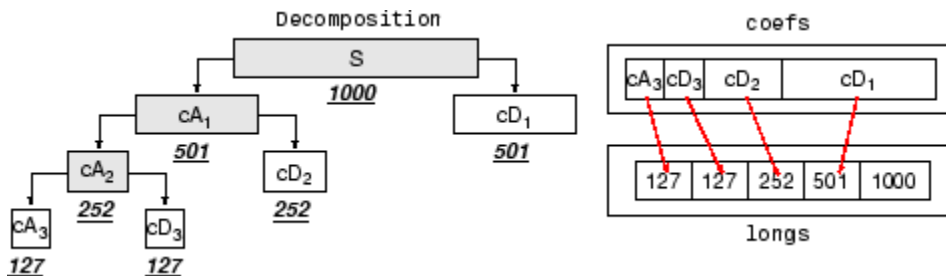 Decomposition
S
1000
cA1
501
cD1
501
cA2
252
cD2
252
cA3
127
cD3
127
coefs
cA3 cD3 cD2 cD1
127 127 252 501 1000
longs